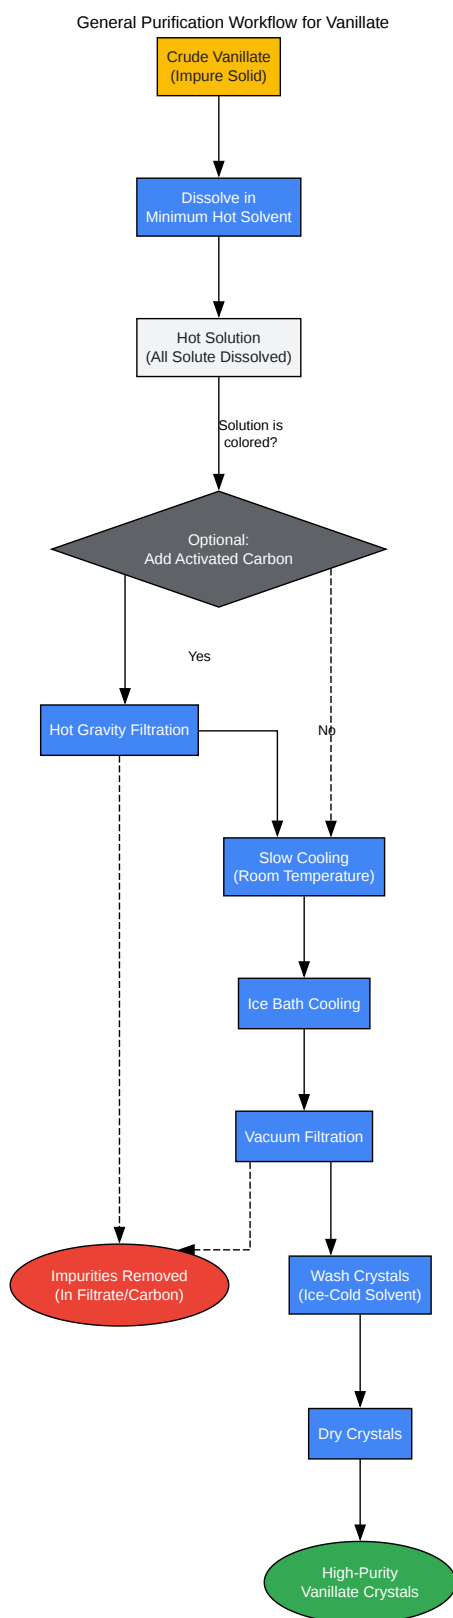 General Purification Workflow for Vanillate
Crude Vanillate
(Impure Solid)
Dissolve in
Minimum Hot Solvent
Hot Solution
(All Solute Dissolved)
Solution is
colored?
Optional:
Add Activated Carbon
Yes
Hot Gravity Filtration
No
Slow Cooling
(Room Temperature)
Ice Bath Cooling
Vacuum Filtration
Impurities Removed
(In Filtrate/Carbon)
Wash Crystals
(Ice-Cold Solvent)
Dry Crystals
High-Purity
Vanillate Crystals